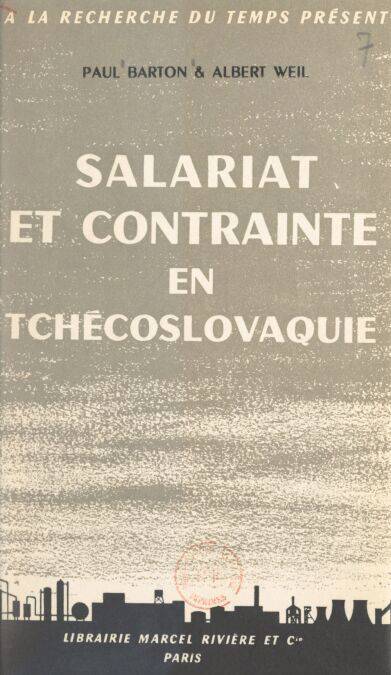 A LA RECHERCHE DU TEMPS PRÉSENT
7
PAUL BARTON & ALBERT WEIL
SALARIAT
ET CONTRAINTE
EN
TCHÉCOSLOVAQUIE
IMPRIMÉS
LIBRAIRIE MARCEL RIVIÈRE ET Cie
PARIS